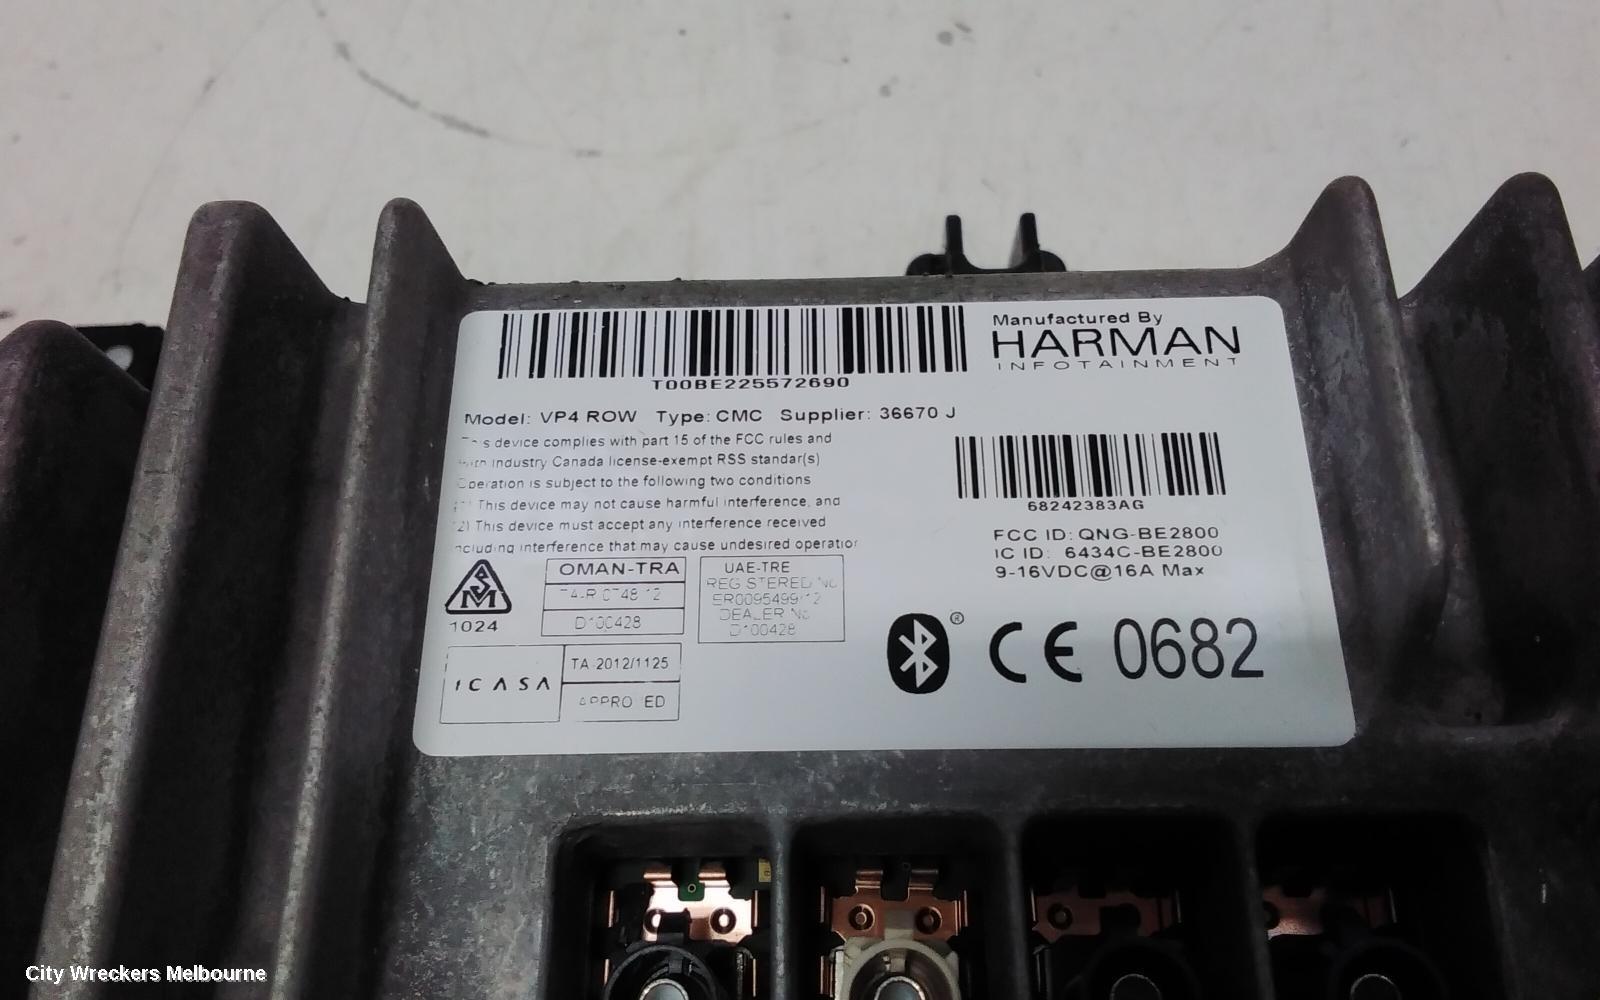 T00BE225572690
Manufactured By
HARMAN
INFOTAINMENT
Model: VP4 ROW Type: CMC Supplier: 36670 J
device complies with part 15 of the FCC rules and
Industry Canada license-exempt RSS standar(s)
Operation is subject to the following two conditions
This device may not cause harmful interference, and
2) This device must accept any interference received
including interference that may cause undesired operation
68242383AG
FCC ID: QNG-BE2800
IC ID: 6434C-BE2800
9-16VDC@16A Max
SM
1024
OMAN-TRA
D100428
UAE-TRE
REGISTERED No
ER0095499/12
DEALER No
D100428
ICASA
TA 2012/1125
APPROVED
® CE 0682
City Wreckers Melbourne